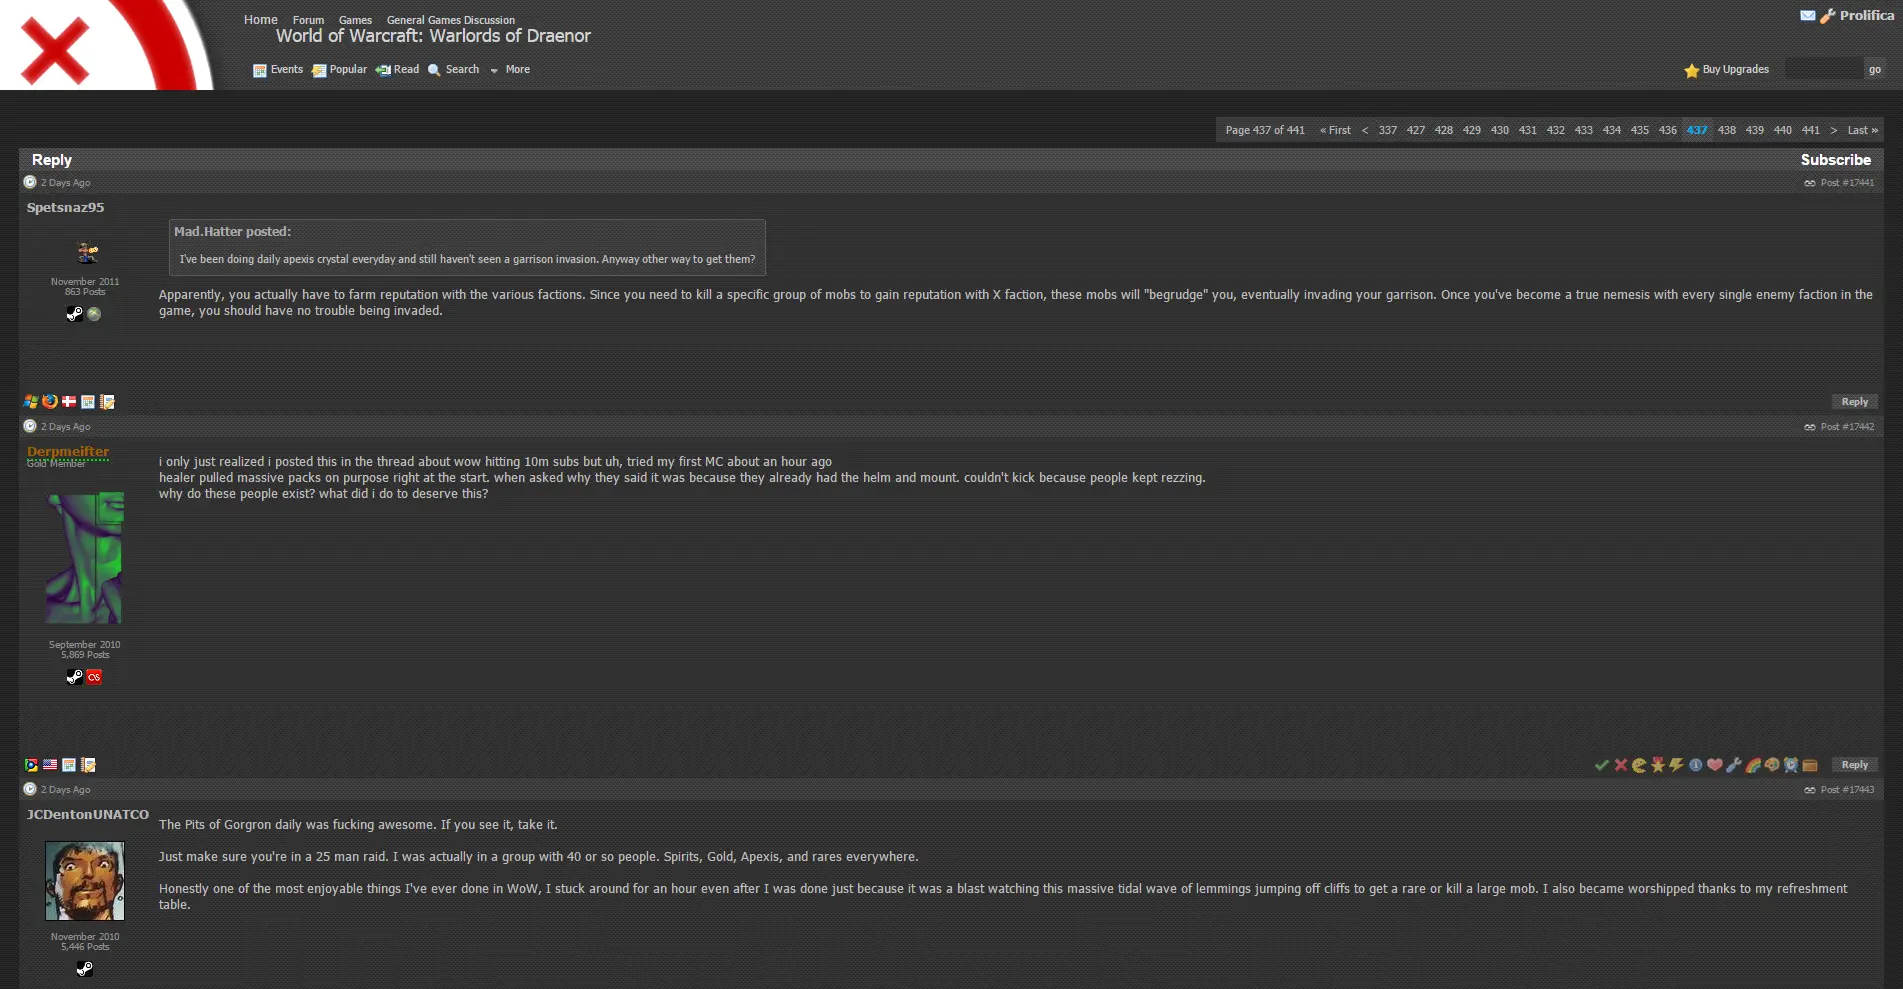 Home Forum Games General Games Discussion
World of Warcraft: Warlords of Draenor
Prolifica
Events Popular Read Search More
Buy Upgrades go
Page 437 of 441 « First < 337 427 428 429 430 431 432 433 434 435 436 437 438 439 440 441 > Last »
Reply Subscribe
2 Days Ago Post #17441
Spetsnaz95
Mad.Hatter posted:
I've been doing daily apexis crystal everyday and still haven't seen a garrison invasion. Anyway other way to get them?
November 2011
863 Posts
Apparently, you actually have to farm reputation with the various factions. Since you need to kill a specific group of mobs to gain reputation with X faction, these mobs will "begrudge" you, eventually invading your garrison. Once you've become a true nemesis with every single enemy faction in the
game, you should have no trouble being invaded.
Reply
2 Days Ago Post #17442
Derpmeifter
Gold Member
i only just realized i posted this in the thread about wow hitting 10m subs but uh, tried my first MC about an hour ago
healer pulled massive packs on purpose right at the start. when asked why they said it was because they already had the helm and mount. couldn't kick because people kept rezzing.
why do these people exist? what did i do to deserve this?
September 2010
5,869 Posts
Reply
2 Days Ago Post #17443
JCDentonUNATCO
The Pits of Gorgron daily was fucking awesome. If you see it, take it.
Just make sure you're in a 25 man raid. I was actually in a group with 40 or so people. Spirits, Gold, Apexis, and rares everywhere.
Honestly one of the most enjoyable things I've ever done in WoW, I stuck around for an hour even after I was done just because it was a blast watching this massive tidal wave of lemmings jumping off cliffs to get a rare or kill a large mob. I also became worshipped thanks to my refreshment
table.
November 2010
5,446 Posts